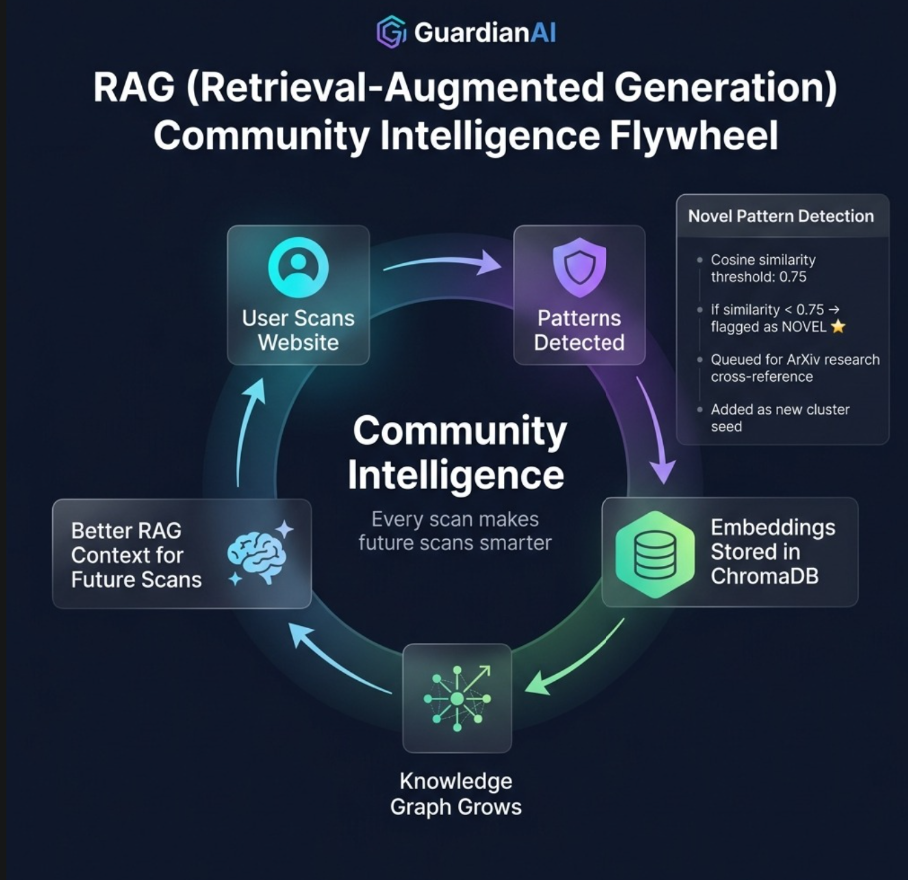 GuardianAI
RAG (Retrieval-Augmented Generation)
Community Intelligence Flywheel
User Scans
Website
Patterns
Detected
Novel Pattern Detection
Cosine similarity
threshold: 0.75
If similarity < 0.75 →
flagged as NOVEL ⭐
Queued for ArXiv research
cross-reference
Added as new cluster
seed
Community
Intelligence
Every scan makes
future scans smarter
Better RAG
Context for
Future Scans
Embeddings
Stored in
ChromaDB
Knowledge
Graph Grows